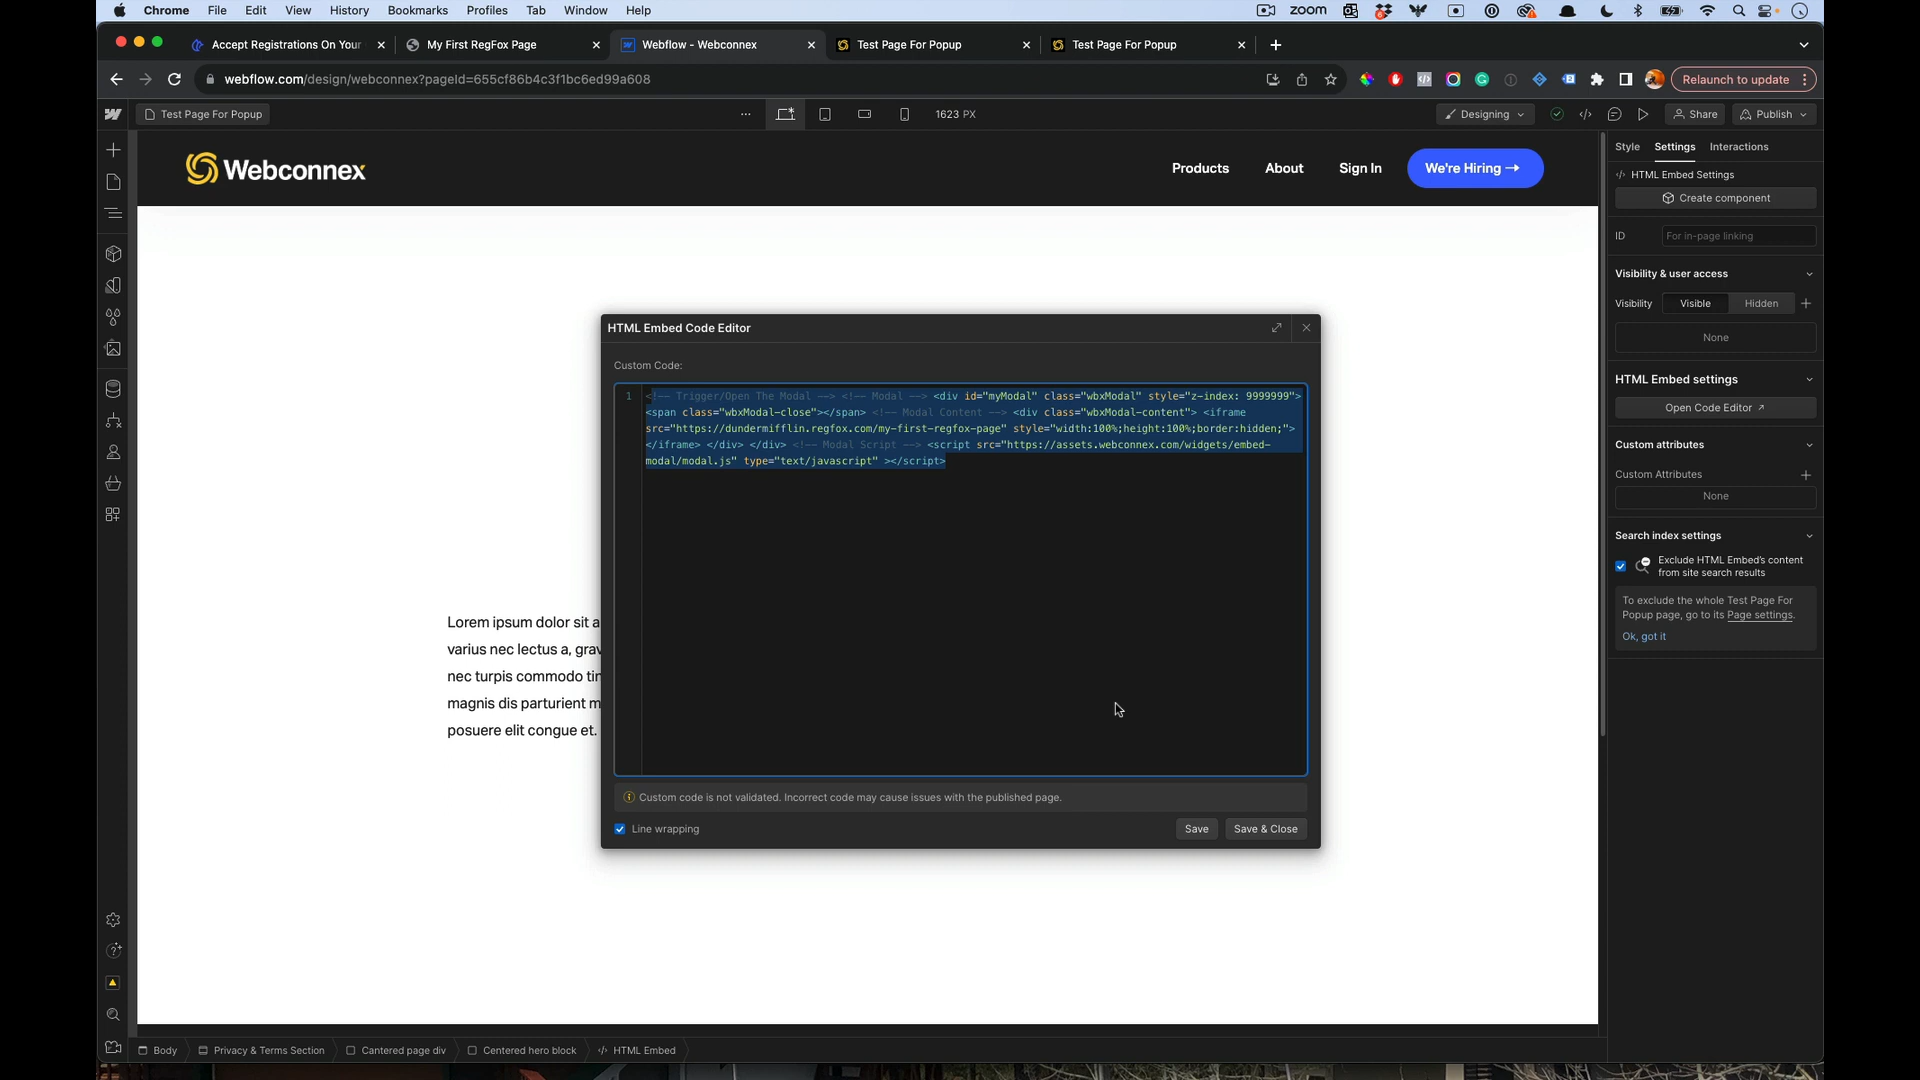 Chrome File Edit View History Bookmarks Profiles Tab Window Help
zoom
Accept Registrations On Your
My First RegFox Page
Webflow - Webconnex
Test Page For Popup
Test Page For Popup
webflow.com/design/webconnex?pageId=655cf86b4c3f1bc6ed99a608
Relaunch to update
Test Page For Popup
1623 PX
Designing
Share
Publish
Webconnex
Products
About
Sign In
We're Hiring →
Style
Settings
Interactions
HTML Embed Settings
Create component
ID
For in-page linking
Visibility & user access
Visibility
Visible
Hidden
None
HTML Embed settings
Open Code Editor ↗
Custom attributes
Custom Attributes
None
Search index settings
Exclude HTML Embed's content
from site search results
To exclude the whole Test Page For
Popup page, go to its Page settings.
Ok, got it
HTML Embed Code Editor
Custom Code:
1
<!-- Trigger/Open The Modal --> <!-- Modal --> <div id="myModal" class="wbxModal" style="z-index: 9999999">
<span class="wbxModal-close"></span> <!-- Modal Content --> <div class="wbxModal-content"> <iframe
src="https://dundermifflin.regfox.com/my-first-regfox-page" style="width:100%;height:100%;border:hidden;">
</iframe> </div> </div> <!-- Modal Script --> <script src="https://assets.webconnex.com/widgets/embed-
modal/modal.js" type="text/javascript" ></script>
Custom code is not validated. Incorrect code may cause issues with the published page.
Line wrapping
Save
Save & Close
Lorem ipsum dolor sit a
varius nec lectus a, grav
nec turpis commodo tin
magnis dis parturient m
posuere elit congue et.
Body
Privacy & Terms Section
Cantered page div
Centered hero block
HTML Embed